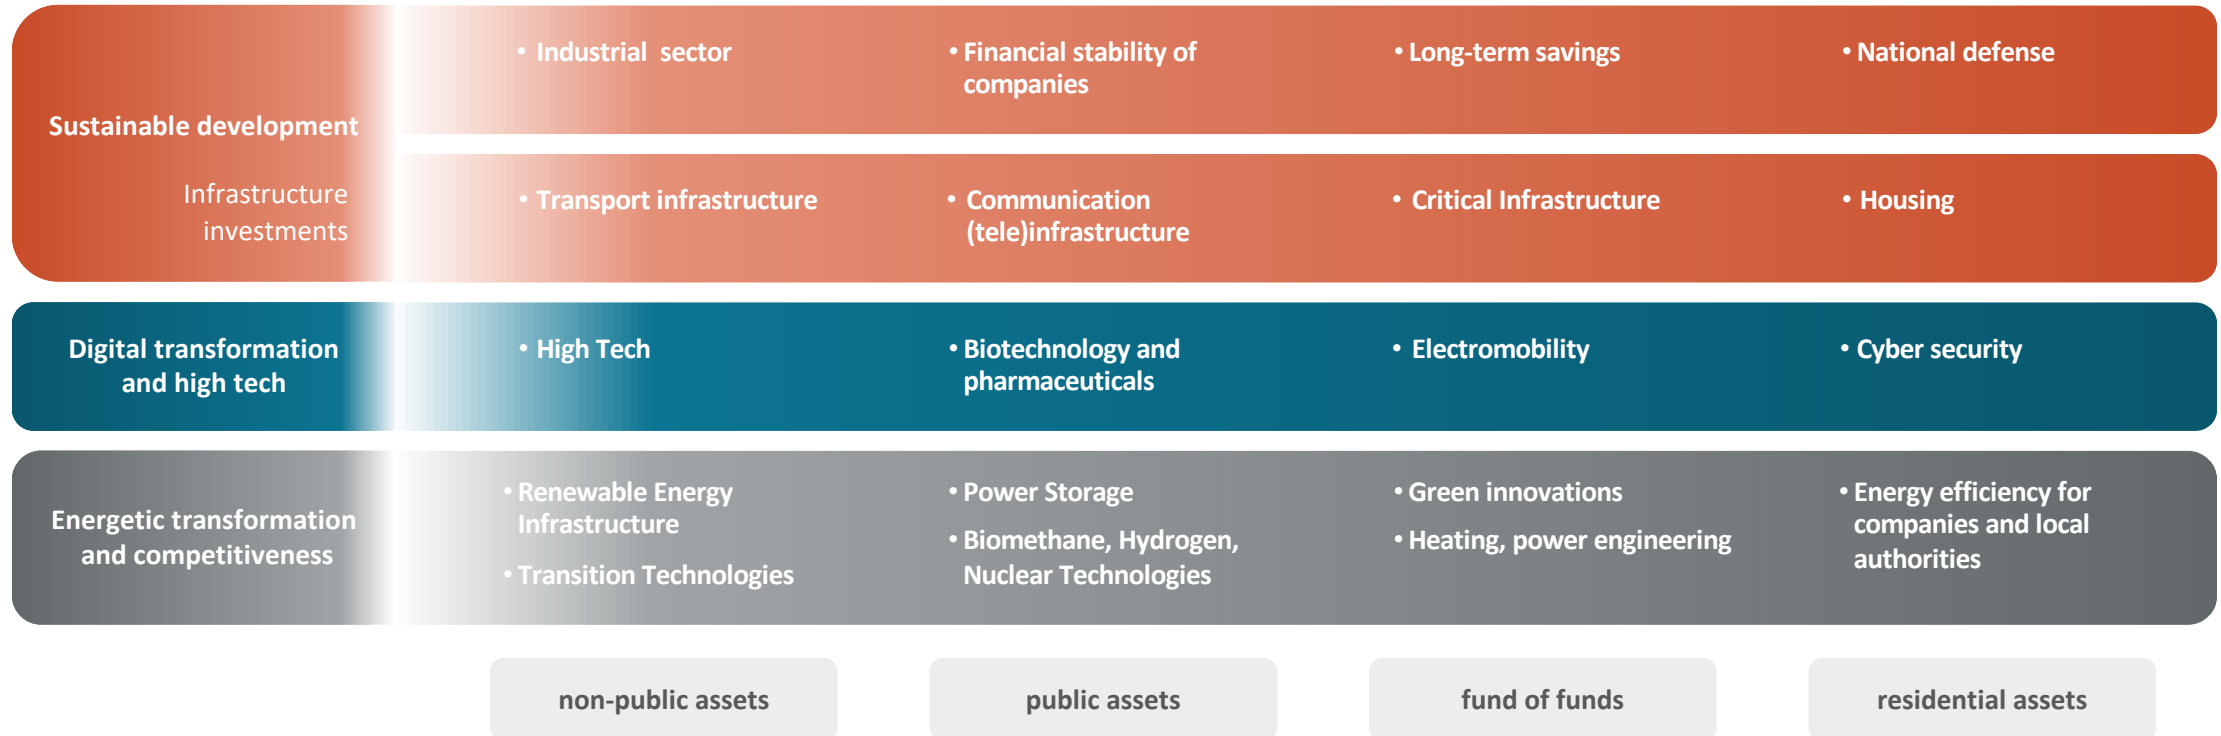 Sustainable development
Infrastructure
investments
• Industrial sector
• Financial stability of
companies
• Long-term savings
• National defense
• Transport infrastructure
• Communication
(tele)infrastructure
• Critical Infrastructure
• Housing
Digital transformation
and high tech
• High Tech
• Biotechnology and
pharmaceuticals
• Electromobility
• Cyber security
Energetic transformation
and competitiveness
• Renewable Energy
Infrastructure
• Transition Technologies
• Power Storage
• Biomethane, Hydrogen,
Nuclear Technologies
• Green innovations
• Heating, power engineering
• Energy efficiency for
companies and local
authorities
non-public assets
public assets
fund of funds
residential assets